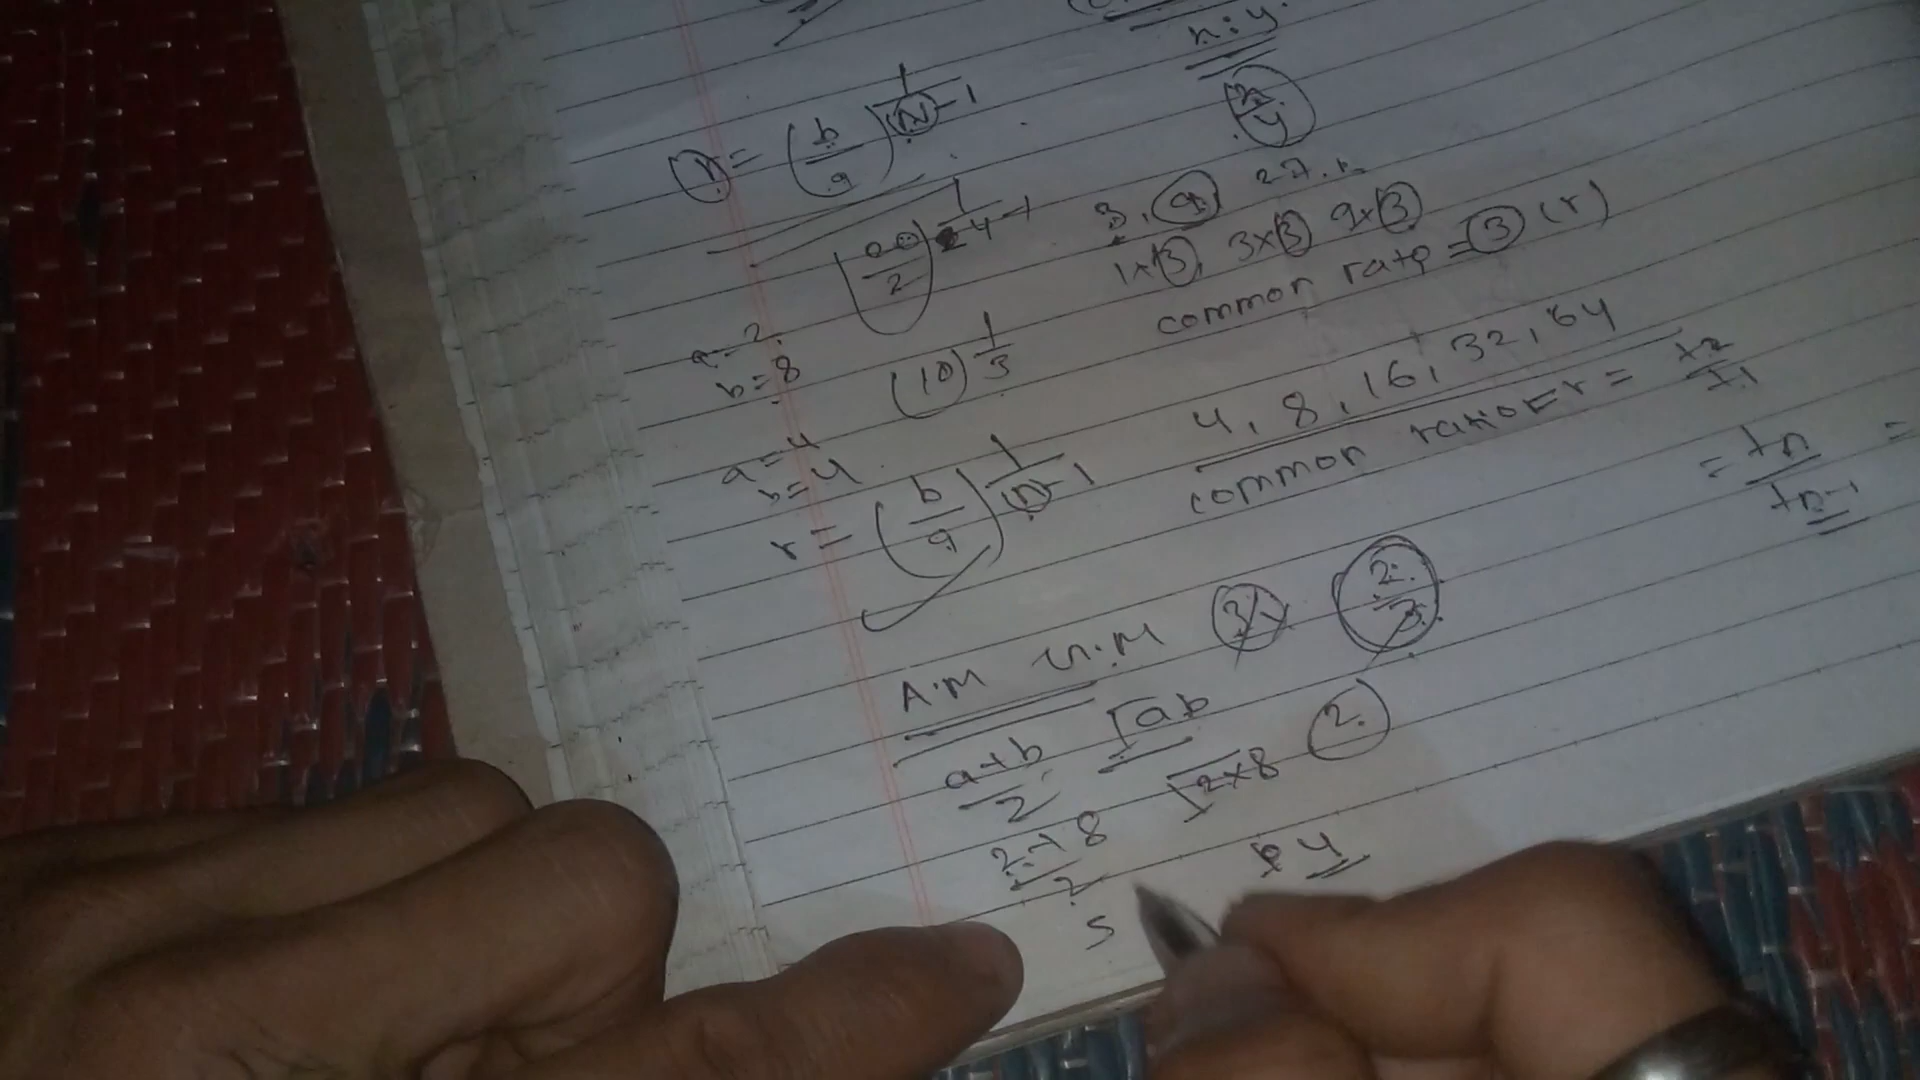 n:y
r = (b/a)^1/(n)-1
x/y
3, 9, 27,
1×3, 3×3 9×3
common rate = 3 (r)
a = 2
b = 8
(10)^1/3
4, 8, 16, 32, 64
common ratio = r = t2/t1
= tn/tn-1 =
a = 4
b = 4
r = (b/a)^1/(n)-1
A.M G.M
a+b/2 √ab
2+8/2 √2×8 2.
5 4